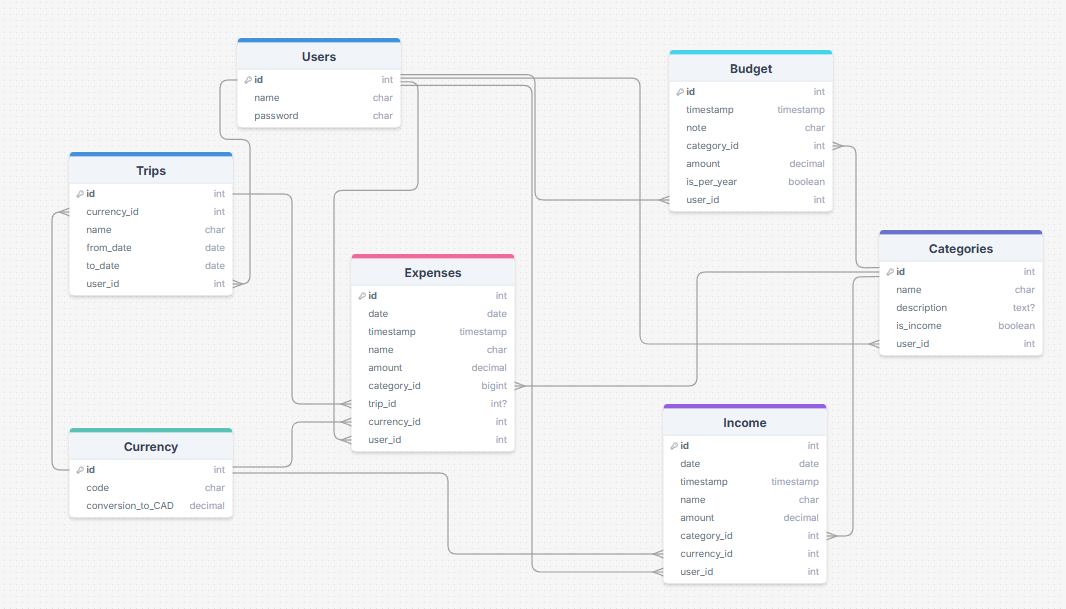 Users
id int
name char
password char
Budget
id int
timestamp timestamp
note char
category_id int
amount decimal
is_per_year boolean
user_id int
Trips
id int
currency_id int
name char
from_date date
to_date date
user_id int
Categories
id int
name char
description text?
is_income boolean
user_id int
Expenses
id int
date date
timestamp timestamp
name char
amount decimal
category_id bigint
trip_id int?
currency_id int
user_id int
Currency
id int
code char
conversion_to_CAD decimal
Income
id int
date date
timestamp timestamp
name char
amount decimal
category_id int
currency_id int
user_id int